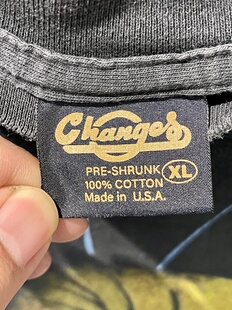 Changes
PRE-SHRUNK XL
100% COTTON
Made in U.S.A.